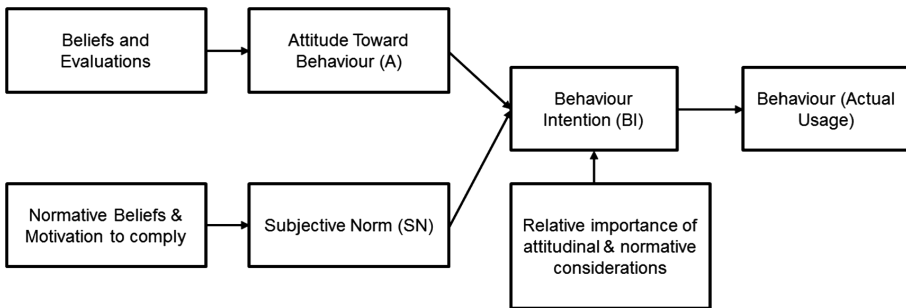 Beliefs and
Evaluations
Attitude Toward
Behaviour (A)
Behaviour
Intention (BI)
Behaviour (Actual
Usage)
Normative Beliefs &
Motivation to comply
Subjective Norm (SN)
Relative importance of
attitudinal & normative
considerations